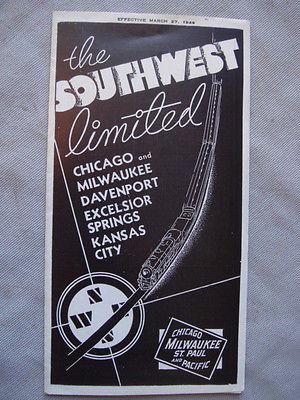 EFFECTIVE MARCH 27, 1949
the
SOUTHWEST
limited
CHICAGO and
MILWAUKEE
DAVENPORT
EXCELSIOR
SPRINGS
KANSAS
CITY
N
W
S
CHICAGO
MILWAUKEE
ST. PAUL
AND
PACIFIC